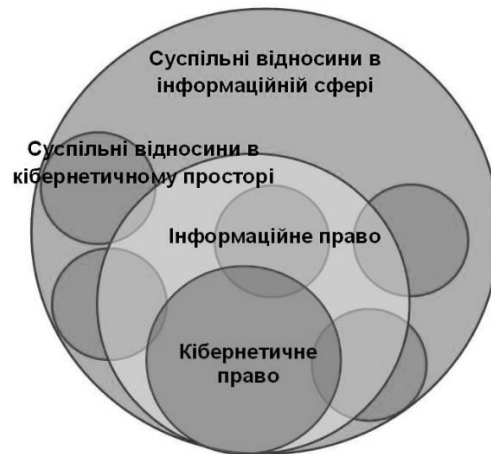 Суспільні відносини в
інформаційній сфері
Суспільні відносини в
кібернетичному просторі
Інформаційне право
Кібернетичне
право